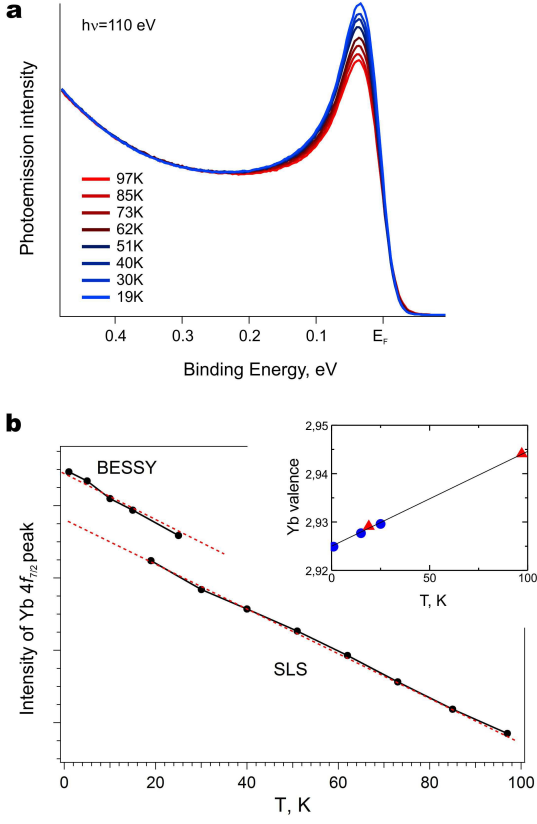 a
hν=110 eV
Photoemission intensity
97K
85K
73K
62K
51K
40K
30K
19K
0.4 0.3 0.2 0.1 E_F
Binding Energy, eV
b
BESSY
SLS
Intensity of Yb 4f_7/2 peak
0 20 40 60 80 100
T, K
2,95
2,94
2,93
2,92
Yb valence
0 50 100
T, K